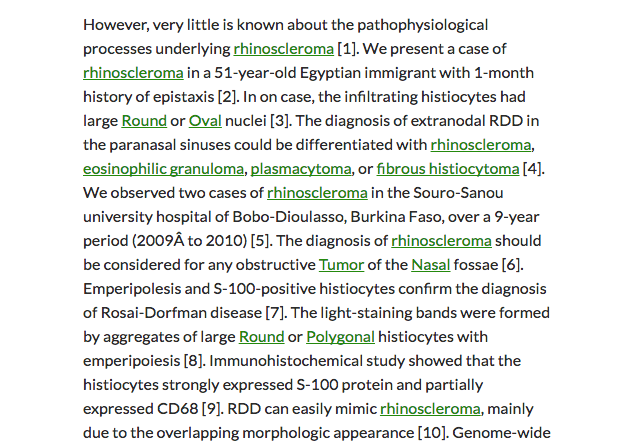 However, very little is known about the pathophysiological
processes underlying rhinoscleroma [1]. We present a case of
rhinoscleroma in a 51-year-old Egyptian immigrant with 1-month
history of epistaxis [2]. In on case, the infiltrating histiocytes had
large Round or Oval nuclei [3]. The diagnosis of extranodal RDD in
the paranasal sinuses could be differentiated with rhinoscleroma,
eosinophilic granuloma, plasmacytoma, or fibrous histiocytoma [4].
We observed two cases of rhinoscleroma in the Souro-Sanou
university hospital of Bobo-Dioulasso, Burkina Faso, over a 9-year
period (2009Â to 2010) [5]. The diagnosis of rhinoscleroma should
be considered for any obstructive Tumor of the Nasal fossae [6].
Emperipolesis and S-100-positive histiocytes confirm the diagnosis
of Rosai-Dorfman disease [7]. The light-staining bands were formed
by aggregates of large Round or Polygonal histiocytes with
emperipoiesis [8]. Immunohistochemical study showed that the
histiocytes strongly expressed S-100 protein and partially
expressed CD68 [9]. RDD can easily mimic rhinoscleroma, mainly
due to the overlapping morphologic appearance [10]. Genome-wide